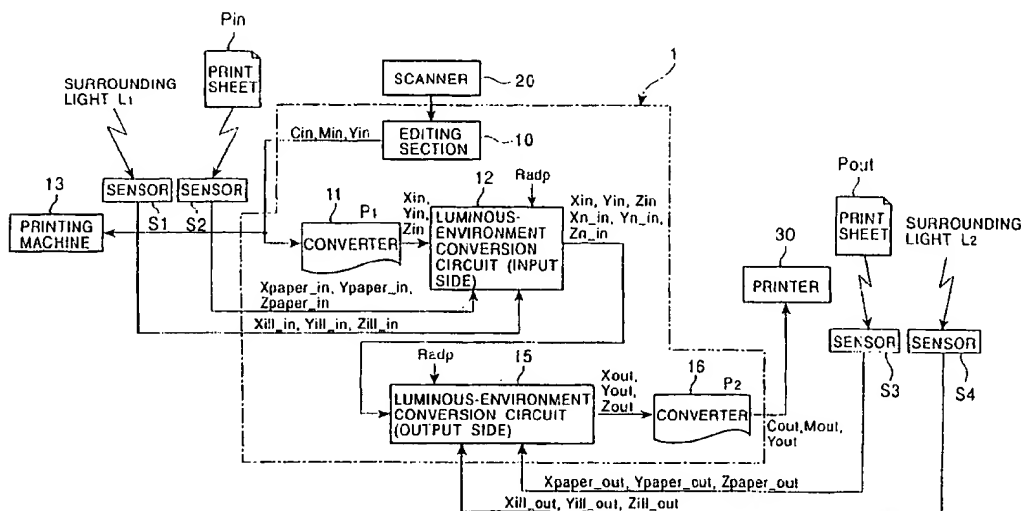 Pin
PRINT
SHEET
SURROUNDING
LIGHT L1
SCANNER
20
1
EDITING
SECTION
10
Cin,Min,Yin
13
SENSOR
SENSOR
S1
S2
PRINTING
MACHINE
11
P1
CONVERTER
Xin,
Yin,
Zin
12
Radp
LUMINOUS-
ENVIRONMENT
CONVERSION
CIRCUIT (INPUT
SIDE)
Xin, Yin, Zin
Xn_in, Yn_in,
Zn_in
Xpaper_in, Ypaper_in,
Zpaper_in
Xill_in, Yill_in, Zill_in
Pout
PRINT
SHEET
SURROUNDING
LIGHT L2
30
PRINTER
SENSOR
SENSOR
S3
S4
Radp
15
LUMINOUS-ENVIRONMENT
CONVERSION CIRCUIT
(OUTPUT SIDE)
Xout,
Yout,
Zout
16
P2
CONVERTER
Cout,Mout,
Yout
Xpaper_out, Ypaper_out, Zpaper_out
Xill_out, Yill_out, Zill_out